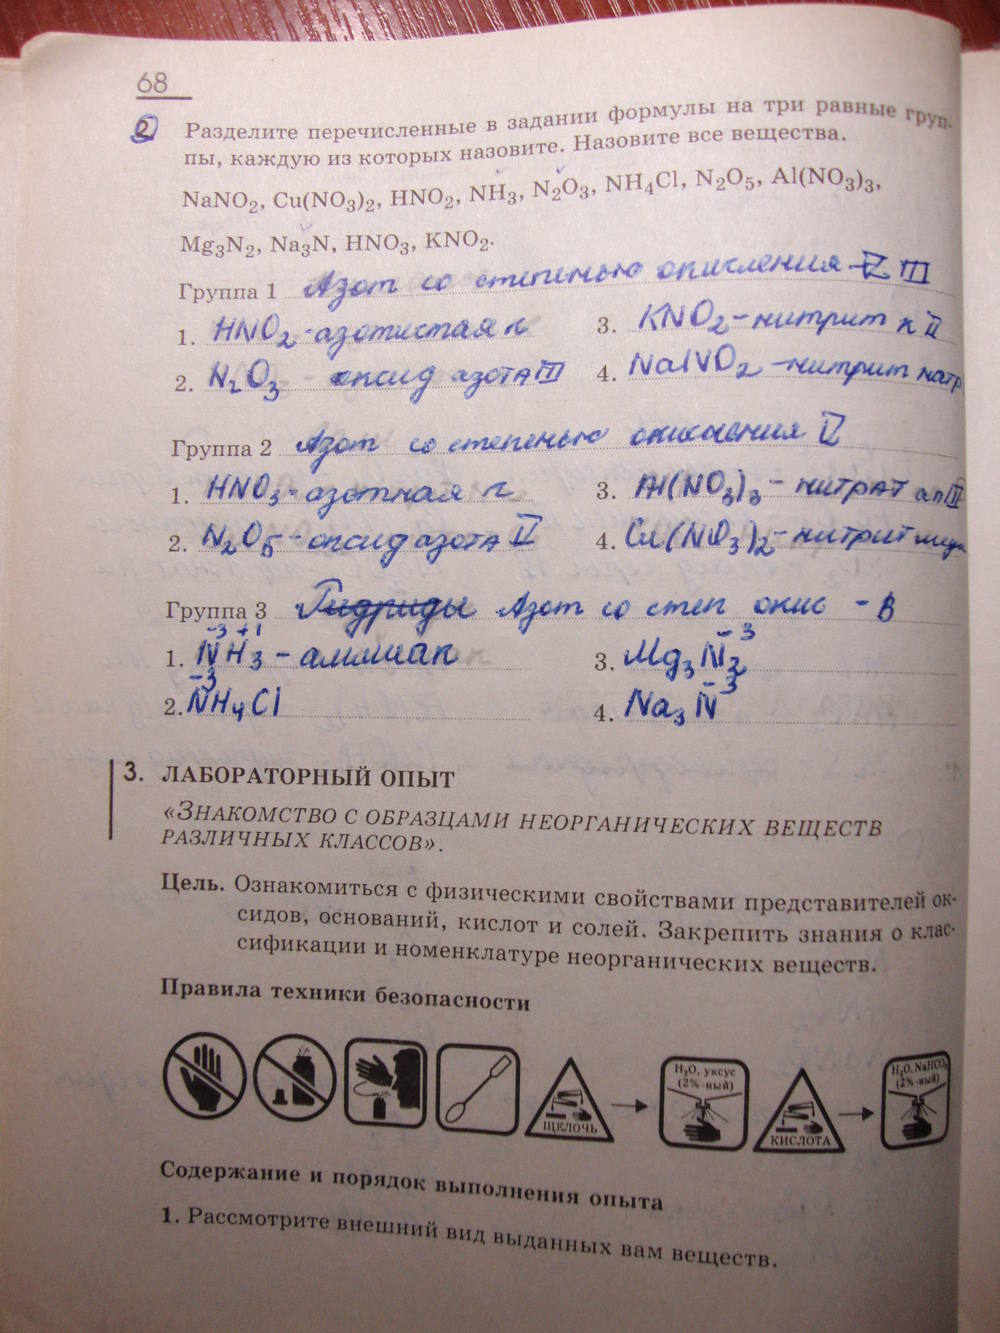 68
2. Разделите перечисленные в задании формулы на три равные груп-
пы, каждую из которых назовите. Назовите все вещества.
NaNO₂, Cu(NO₃)₂, HNO₂, NH₃, N₂O₃, NH₄Cl, N₂O₅, Al(NO₃)₃,
Mg₃N₂, Na₃N, HNO₃, KNO₂.
Группа 1 Азот со степенью окисления III
1. HNO₂ - азотистая к
3. KNO₂ - нитрит к
2. N₂O₃ - оксид азота III
4. NaNO₂ - нитрит натр
Группа 2 Азот со степенью окисления V
1. HNO₃ - азотная к
3. Al(NO₃)₃ - нитрат ал III
2. N₂O₅ - оксид азота V
4. Cu(NO₃)₂ - нитрит меди
Группа 3 Гидриды Азот со степ окис - В
-3 +1
1. NH₃ - аммиак
-3
3. Mg₃N₂
-3
2. NH₄Cl
-3
4. Na₃N
3. ЛАБОРАТОРНЫЙ ОПЫТ
«ЗНАКОМСТВО С ОБРАЗЦАМИ НЕОРГАНИЧЕСКИХ ВЕЩЕСТВ
РАЗЛИЧНЫХ КЛАССОВ».
Цель. Ознакомиться с физическими свойствами представителей ок-
сидов, оснований, кислот и солей. Закрепить знания о клас-
сификации и номенклатуре неорганических веществ.
Правила техники безопасности
ЩЕЛОЧЬ
H₂O, уксус
(2%-ный)
КИСЛОТА
H₂O, NaHCO₃
(2%-ный)
Содержание и порядок выполнения опыта
1. Рассмотрите внешний вид выданных вам веществ.